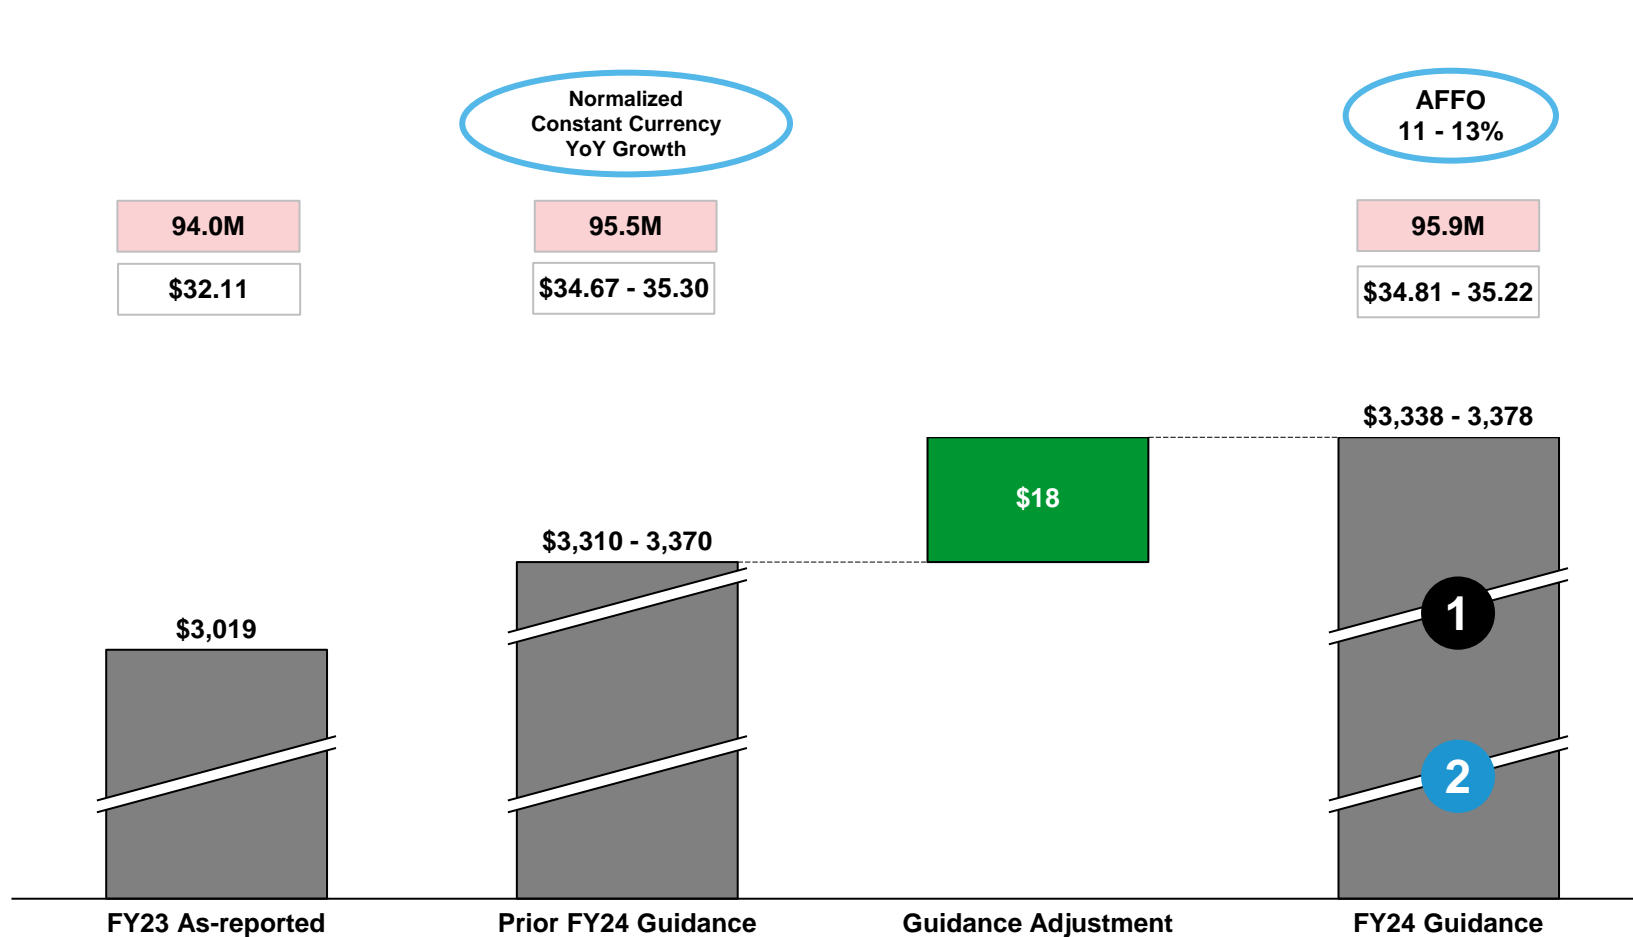 Normalized
Constant Currency
YoY Growth
AFFO
11 - 13%
94.0M
95.5M
95.9M
$32.11
$34.67 - 35.30
$34.81 - 35.22
$3,338 - 3,378
$18
$3,310 - 3,370
$3,019
1
2
FY23 As-reported
Prior FY24 Guidance
Guidance Adjustment
FY24 Guidance